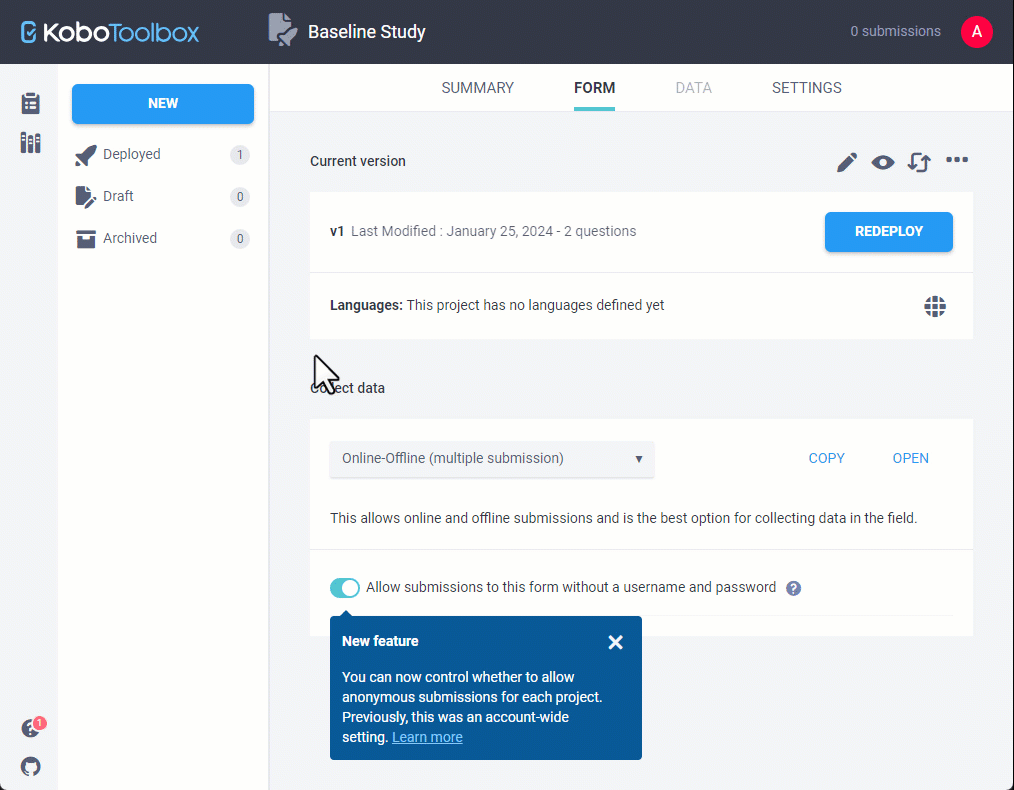 KoboToolbox
Baseline Study
0 submissions
A
NEW
Deployed 1
Draft 0
Archived 0
1
SUMMARY FORM DATA SETTINGS
Current version
v1 Last Modified : January 25, 2024 - 2 questions
REDEPLOY
Languages: This project has no languages defined yet
Collect data
Online-Offline (multiple submission)
COPY OPEN
This allows online and offline submissions and is the best option for collecting data in the field.
Allow submissions to this form without a username and password ?
New feature
You can now control whether to allow
anonymous submissions for each project.
Previously, this was an account-wide
setting. Learn more